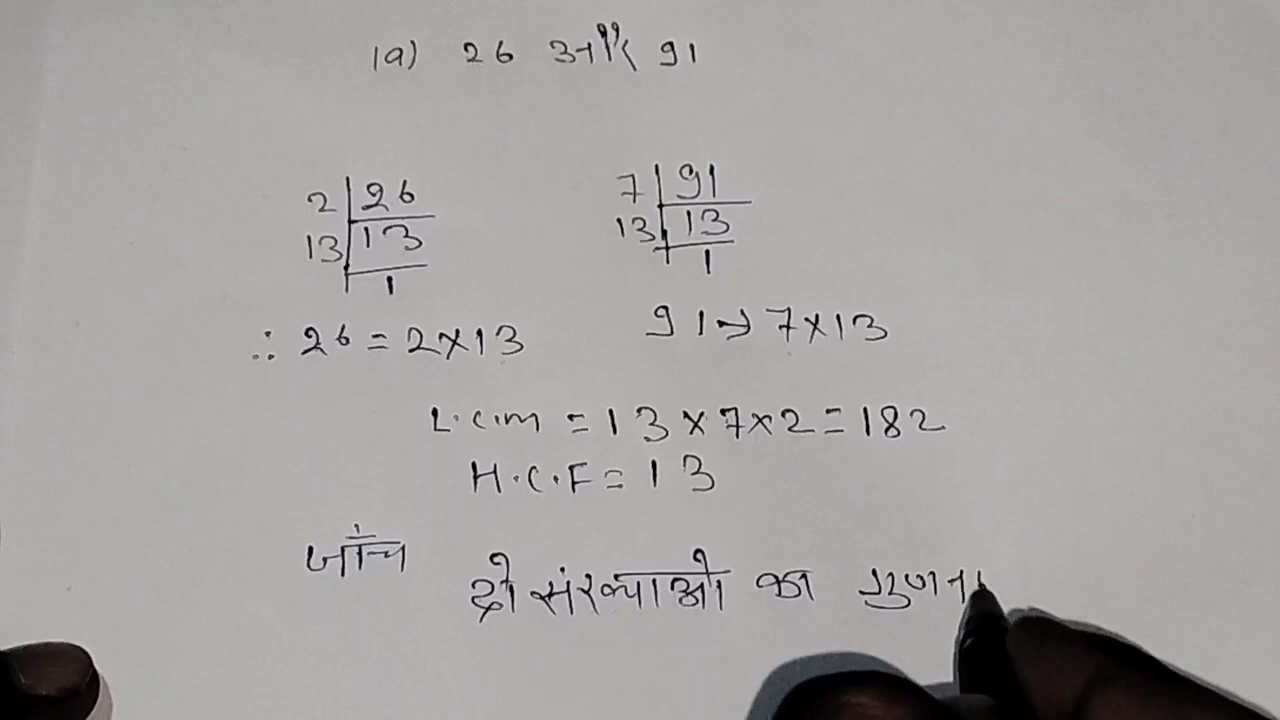 (a) 26 और 91
2 | 26 7 | 91
13 | 13 13 | 13
1 1
∴ 26 = 2×13 91 → 7×13
L.C.M = 13×7×2 = 182
H.C.F = 13
जाँच
दो संख्याओ का गुणन